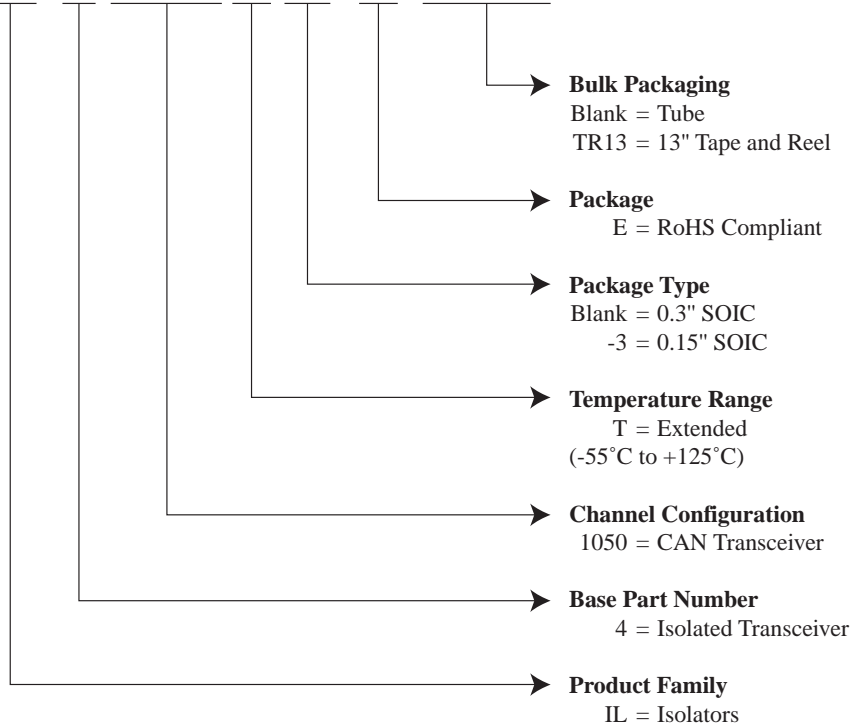 Bulk Packaging
Blank = Tube
TR13 = 13" Tape and Reel
Package
E = RoHS Compliant
Package Type
Blank = 0.3" SOIC
-3 = 0.15" SOIC
Temperature Range
T = Extended
(-55˚C to +125˚C)
Channel Configuration
1050 = CAN Transceiver
Base Part Number
4 = Isolated Transceiver
Product Family
IL = Isolators